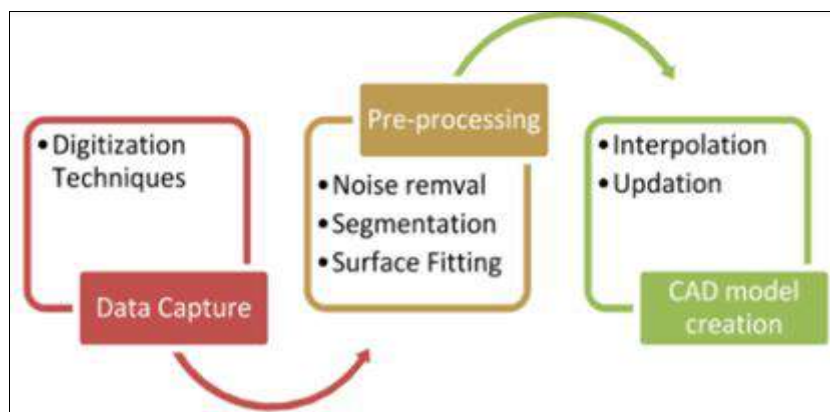 • Digitization
Techniques
Data Capture
Pre-processing
• Noise remval
• Segmentation
• Surface Fitting
• Interpolation
• Updation
CAD model
creation